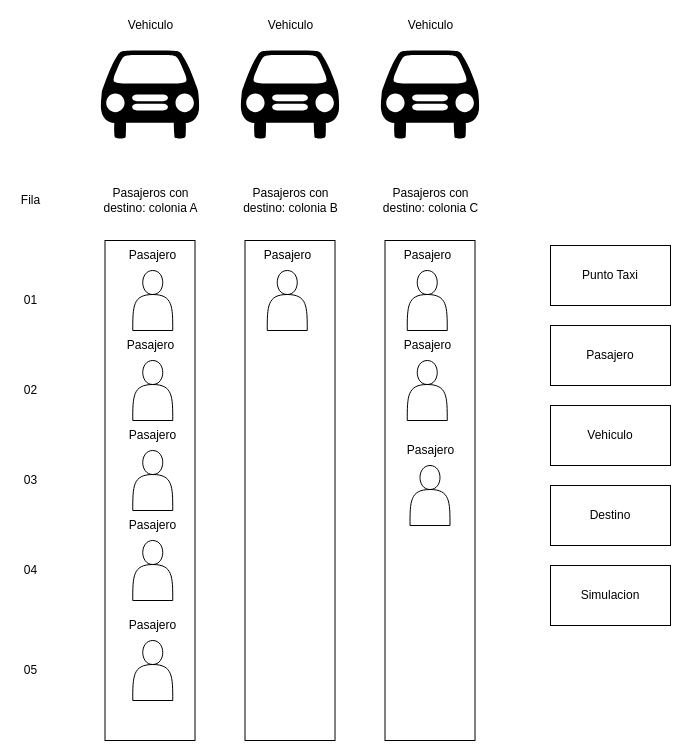 Vehiculo
Vehiculo
Vehiculo
Fila
Pasajeros con
destino: colonia A
Pasajeros con
destino: colonia B
Pasajeros con
destino: colonia C
01
Pasajero
Pasajero
Pasajero
02
Pasajero
Pasajero
03
Pasajero
Pasajero
04
Pasajero
05
Pasajero
Punto Taxi
Pasajero
Vehiculo
Destino
Simulacion